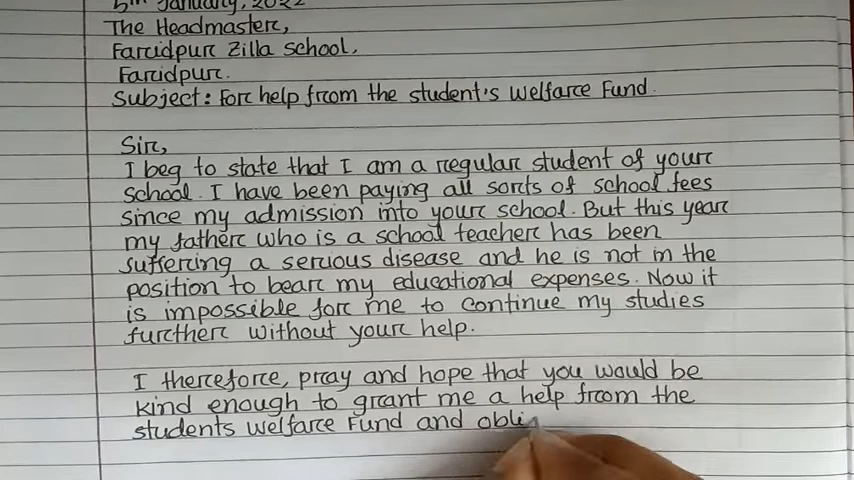 5th January, 2022
The Headmaster,
Faridpur Zilla School,
Faridpur.
Subject: For help from the student's welfare Fund.
Sir,
I beg to state that I am a regular student of your
school. I have been paying all sorts of school fees
since my admission into your school. But this year
my father who is a school teacher has been
suffering a serious disease and he is not in the
position to bear my educational expenses. Now it
is impossible for me to continue my studies
further without your help.
I therefore, pray and hope that you would be
kind enough to grant me a help from the
students welfare Fund and obli